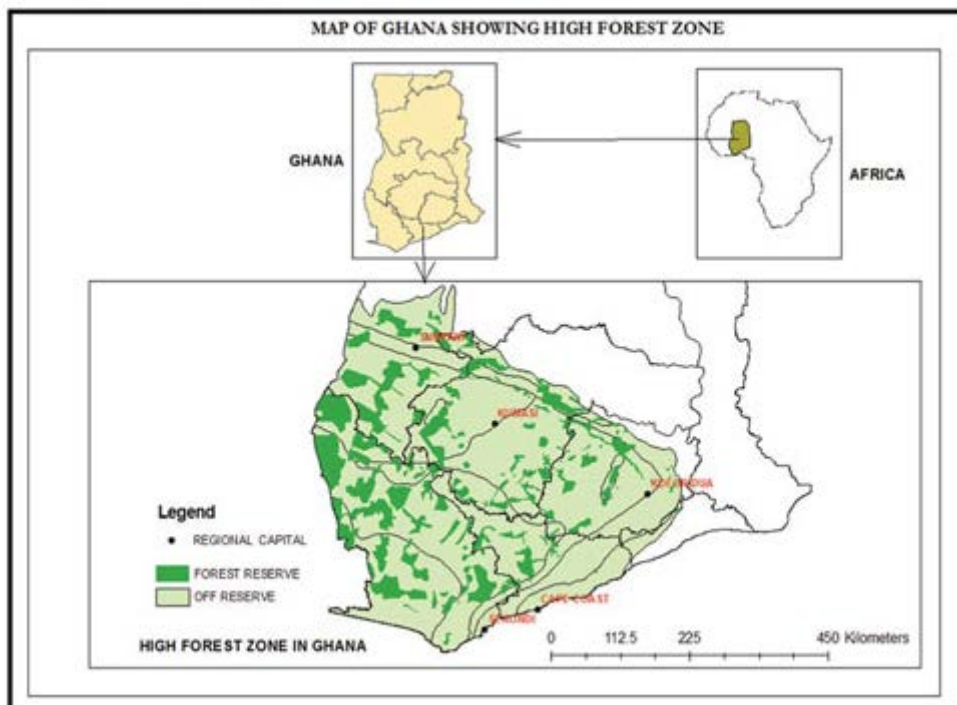 MAP OF GHANA SHOWING HIGH FOREST ZONE
GHANA
AFRICA
KUMASI
KOFORIDUA
Legend
REGIONAL CAPITAL
FOREST RESERVE
OFF RESERVE
CAPE COAST
SEKONDI
HIGH FOREST ZONE IN GHANA
0 112.5 225 450 Kilometers